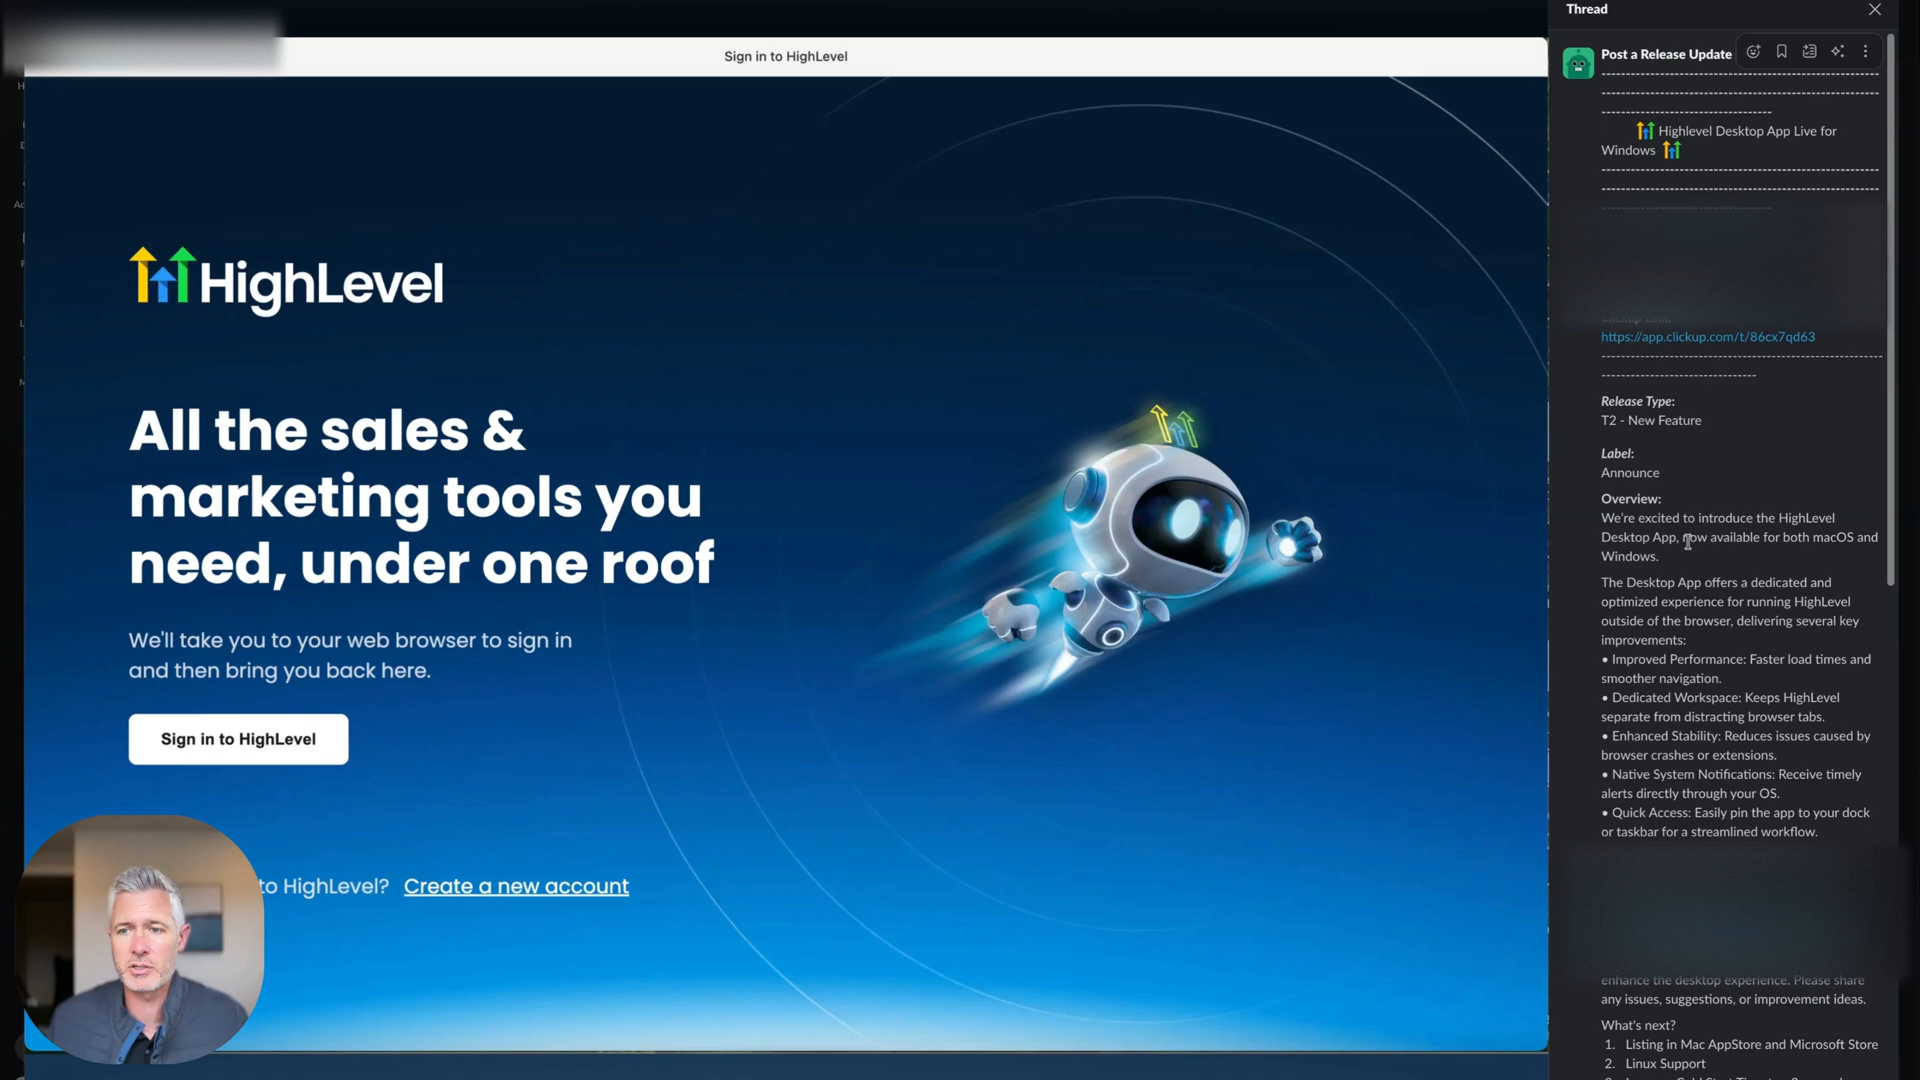 Sign in to HighLevel
HighLevel
All the sales &
marketing tools you
need, under one roof
We'll take you to your web browser to sign in
and then bring you back here.
Sign in to HighLevel
to HighLevel? Create a new account
Thread
Post a Release Update
Highlevel Desktop App Live for
Windows
https://app.clickup.com/t/86cx7qd63
Release Type:
T2 - New Feature
Label:
Announce
Overview:
We're excited to introduce the HighLevel
Desktop App, now available for both macOS and
Windows.
The Desktop App offers a dedicated and
optimized experience for running HighLevel
outside of the browser, delivering several key
improvements:
• Improved Performance: Faster load times and
smoother navigation.
• Dedicated Workspace: Keeps HighLevel
separate from distracting browser tabs.
• Enhanced Stability: Reduces issues caused by
browser crashes or extensions.
• Native System Notifications: Receive timely
alerts directly through your OS.
• Quick Access: Easily pin the app to your dock
or taskbar for a streamlined workflow.
enhance the desktop experience. Please share
any issues, suggestions, or improvement ideas.
What's next?
1. Listing in Mac AppStore and Microsoft Store
2. Linux Support